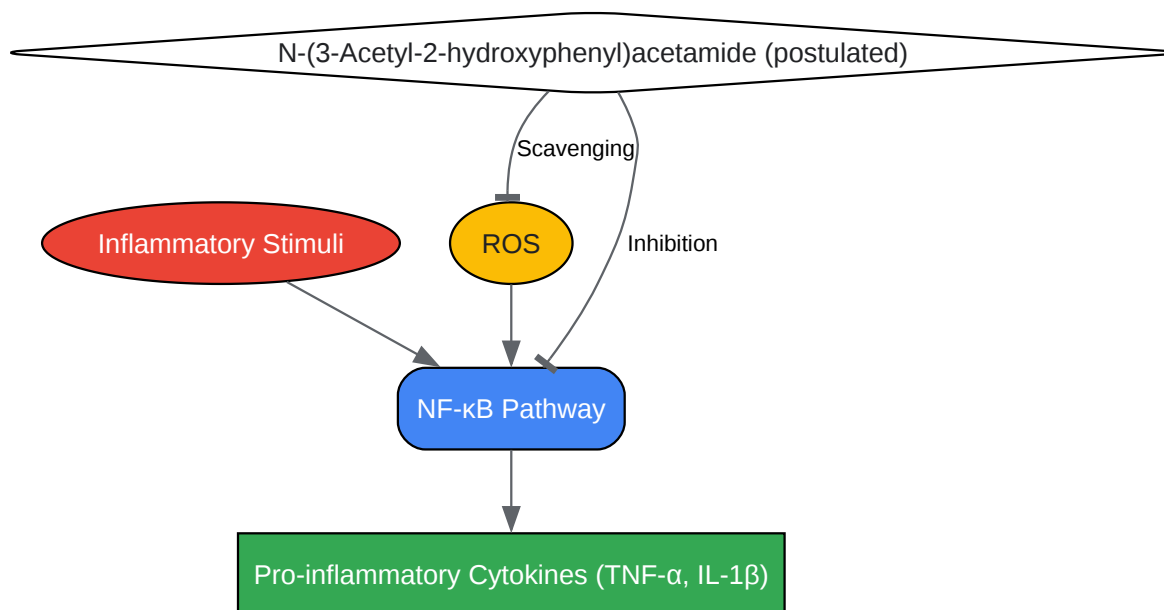 N-(3-Acetyl-2-hydroxyphenyl)acetamide (postulated)
Scavenging
Inflammatory Stimuli
ROS
Inhibition
NF-κB Pathway
Pro-inflammatory Cytokines (TNF-α, IL-1β)